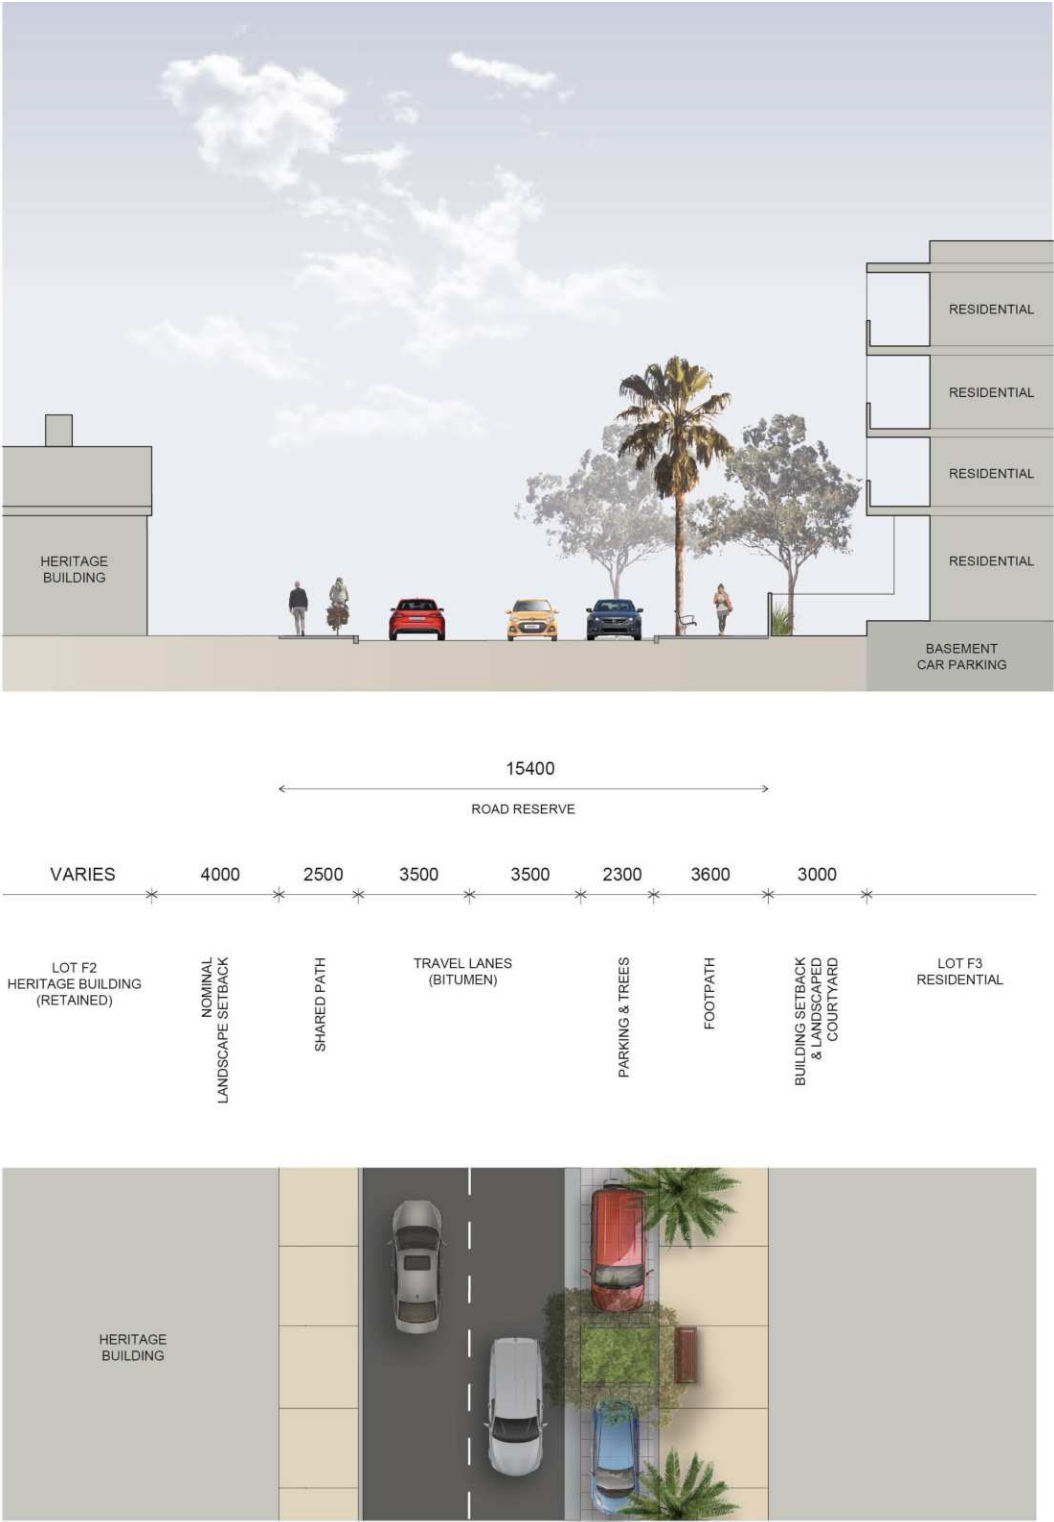 RESIDENTIAL
RESIDENTIAL
RESIDENTIAL
HERITAGE
BUILDING
RESIDENTIAL
BASEMENT
CAR PARKING
15400
ROAD RESERVE
VARIES 4000 2500 3500 3500 2300 3600 3000
LOT F2
HERITAGE BUILDING
(RETAINED)
NOMINAL
LANDSCAPE SETBACK
SHARED PATH
TRAVEL LANES
(BITUMEN)
PARKING & TREES
FOOTPATH
BUILDING SETBACK
& LANDSCAPED
COURTYARD
LOT F3
RESIDENTIAL
HERITAGE
BUILDING